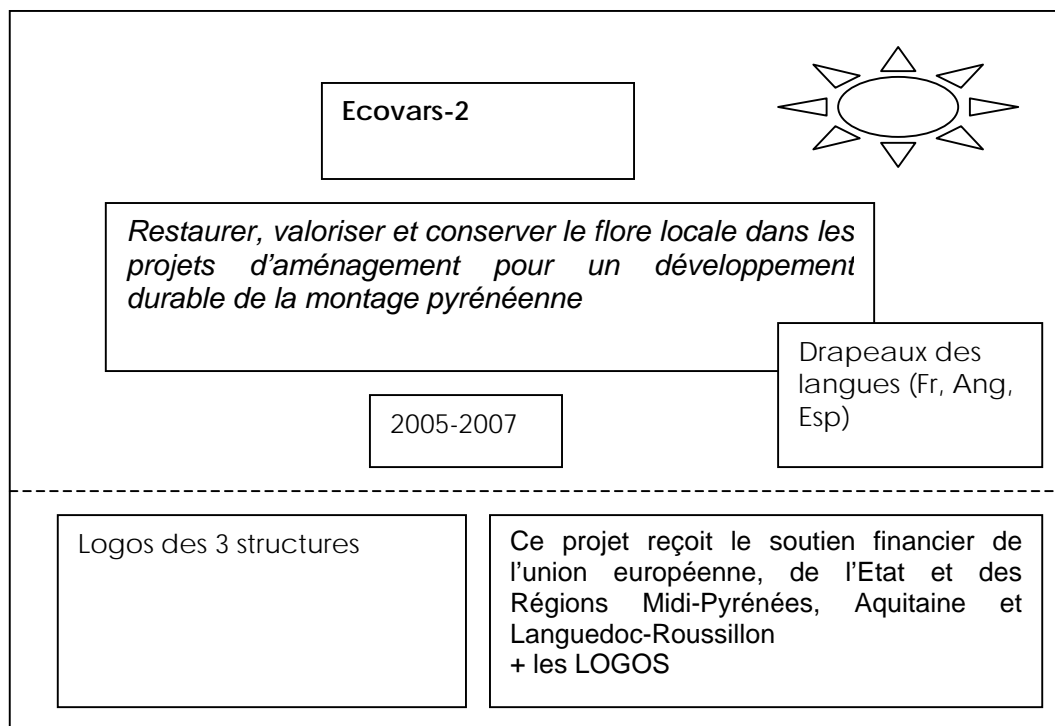 Ecovars-2
Restaurer, valoriser et conserver le flore locale dans les
projets d’aménagement pour un développement
durable de la montage pyrénéenne
Drapeaux des
langues (Fr, Ang,
Esp)
2005-2007
Logos des 3 structures
Ce projet reçoit le soutien financier de
l’union européenne, de l’Etat et des
Régions Midi-Pyrénées, Aquitaine et
Languedoc-Roussillon
+ les LOGOS